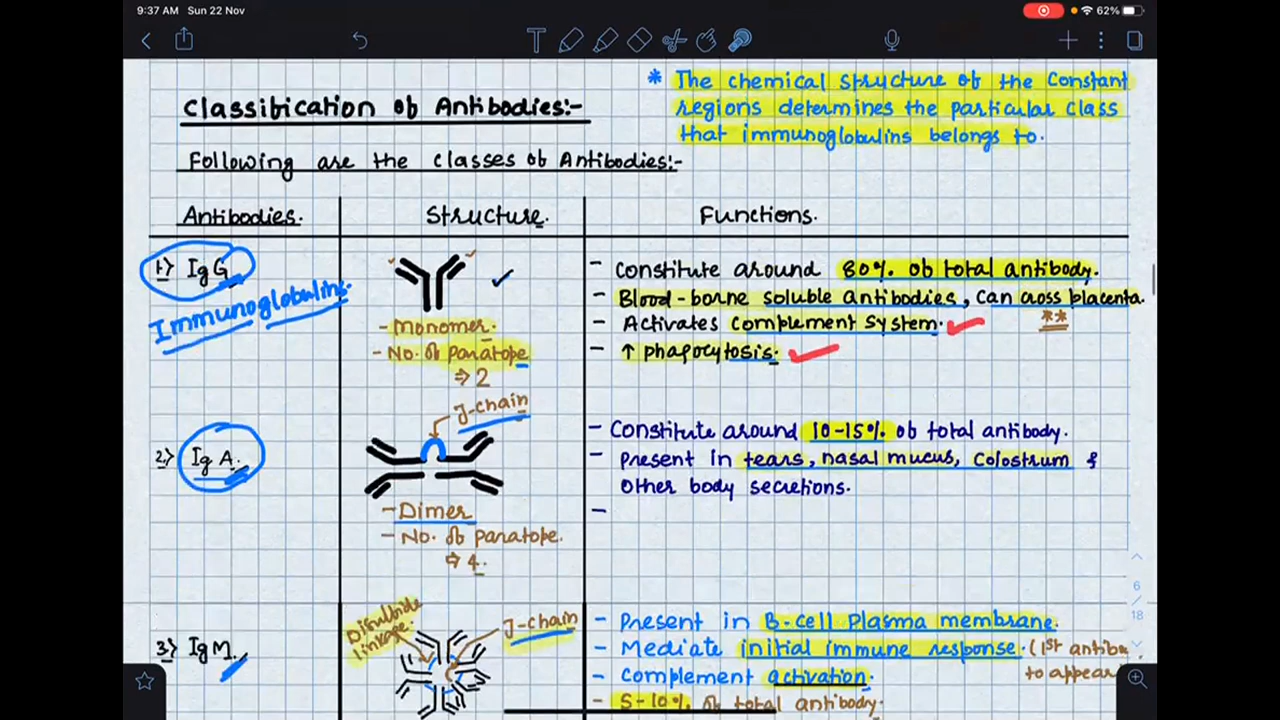 9:37 AM Sun 22 Nov
62%
* The chemical structure of the Constant
regions determines the particular class
that immunoglobulins belongs to.
Classification of Antibodies:-
Following are the classes of Antibodies:-
Antibodies.
Structure.
Functions.
1) IgG
Immunoglobulins.
- Monomer.
- No. of paratope
⇒ 2
- Constitute around 80% of total antibody.
- Blood-borne soluble antibodies, Can cross placenta.
**
- Activates complement System.
- ↑ phagocytosis.
2) IgA.
J-chain
- Dimer
- No. of paratope.
⇒ 4.
- Constitute around 10-15% of total antibody.
- Present in tears, nasal mucus, Colostrum &
Other body secretions.
-
3) IgM.
Disulfide
linkage.
J-chain
- Present in B-cell Plasma membrane.
- Mediate initial immune response. (1st antibo
to appear
- Complement activation.
- 5-10% of total antibody.
6
/
18
T